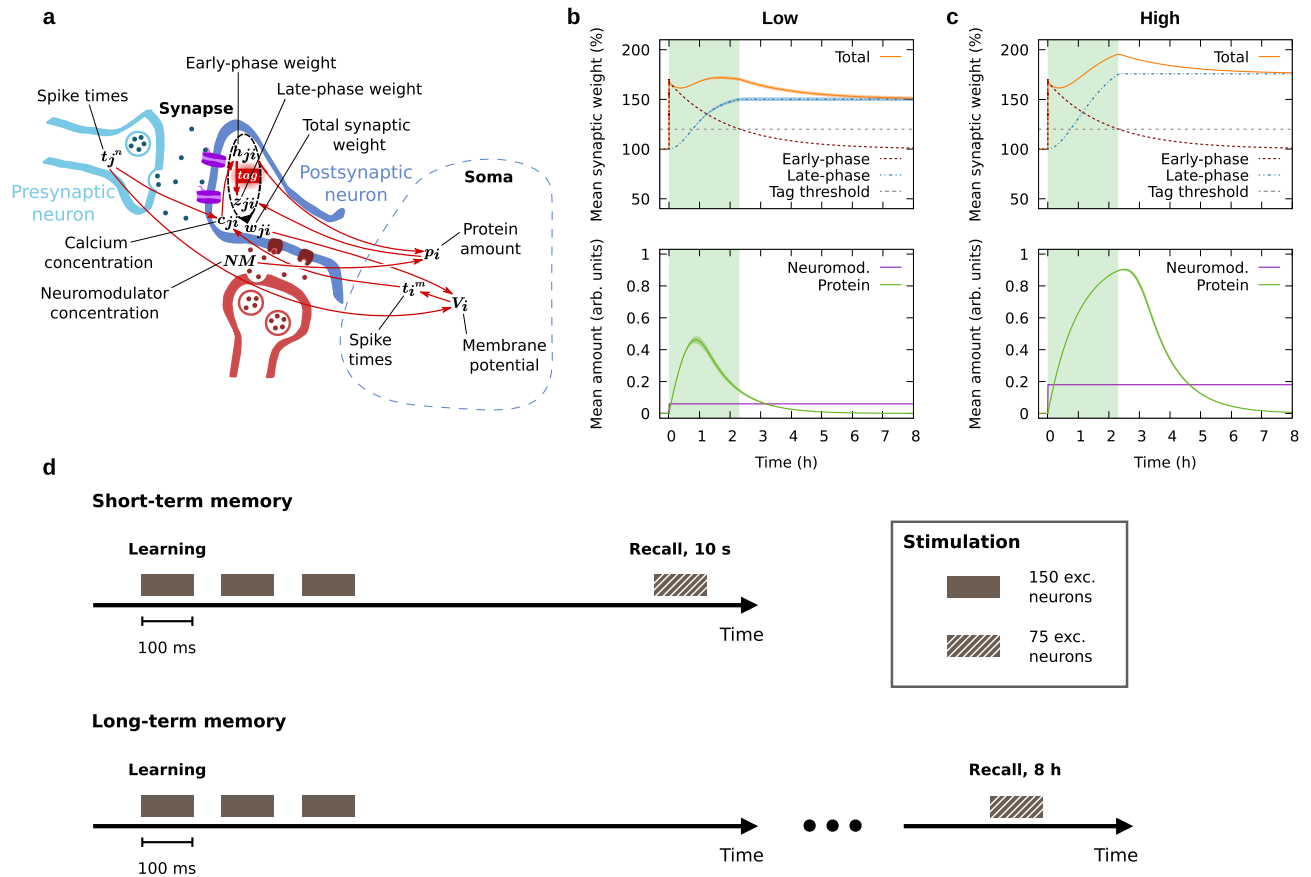 a
Early-phase weight
Late-phase weight
Spike times
Synapse
Total synaptic
weight
t_j^n
h_ji
tag
z_ji
Postsynaptic
neuron
Soma
Presynaptic
neuron
c_ji
w_ji
Calcium
concentration
Protein
amount
p_i
NM
Neuromodulator
concentration
t_i^m
V_i
Spike
times
Membrane
potential
b
Low
Mean synaptic weight (%)
200
150
100
50
Total
Early-phase
Late-phase
Tag threshold
Mean amount (arb. units)
1
0.8
0.6
0.4
0.2
0
Neuromod.
Protein
0 1 2 3 4 5 6 7 8
Time (h)
c
High
Mean synaptic weight (%)
200
150
100
50
Total
Early-phase
Late-phase
Tag threshold
Mean amount (arb. units)
1
0.8
0.6
0.4
0.2
0
Neuromod.
Protein
0 1 2 3 4 5 6 7 8
Time (h)
d
Short-term memory
Learning
Recall, 10 s
100 ms
Time
Stimulation
150 exc.
neurons
75 exc.
neurons
Long-term memory
Learning
Recall, 8 h
100 ms
Time
Time